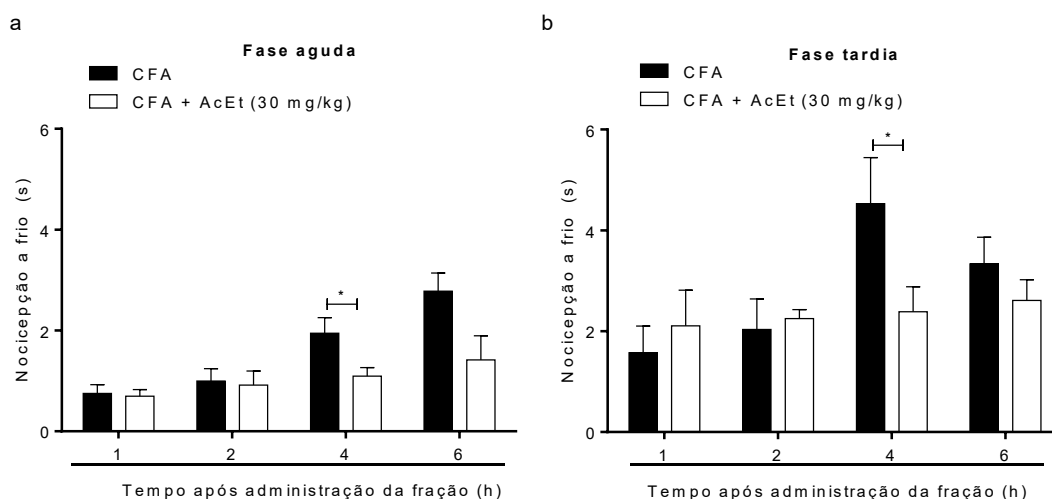 a
Fase aguda
CFA
CFA + AcEt (30 mg/kg)
Nocicepção a frio (s)
6
4
2
0
*
1 2 4 6
Tempo após administração da fração (h)
b
Fase tardia
CFA
CFA + AcEt (30 mg/kg)
Nocicepção a frio (s)
6
4
2
0
*
1 2 4 6
Tempo após administração da fração (h)